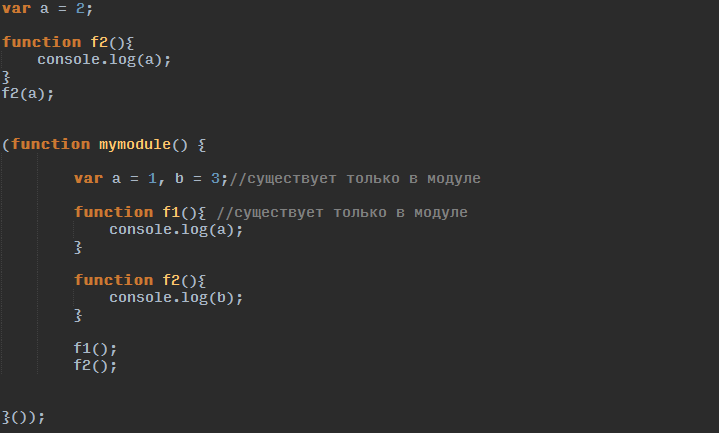 var a = 2;
function f2(){
console.log(a);
}
f2(a);
(function mymodule() {
var a = 1, b = 3;//существует только в модуле
function f1(){ //существует только в модуле
console.log(a);
}
function f2(){
console.log(b);
}
f1();
f2();
}());